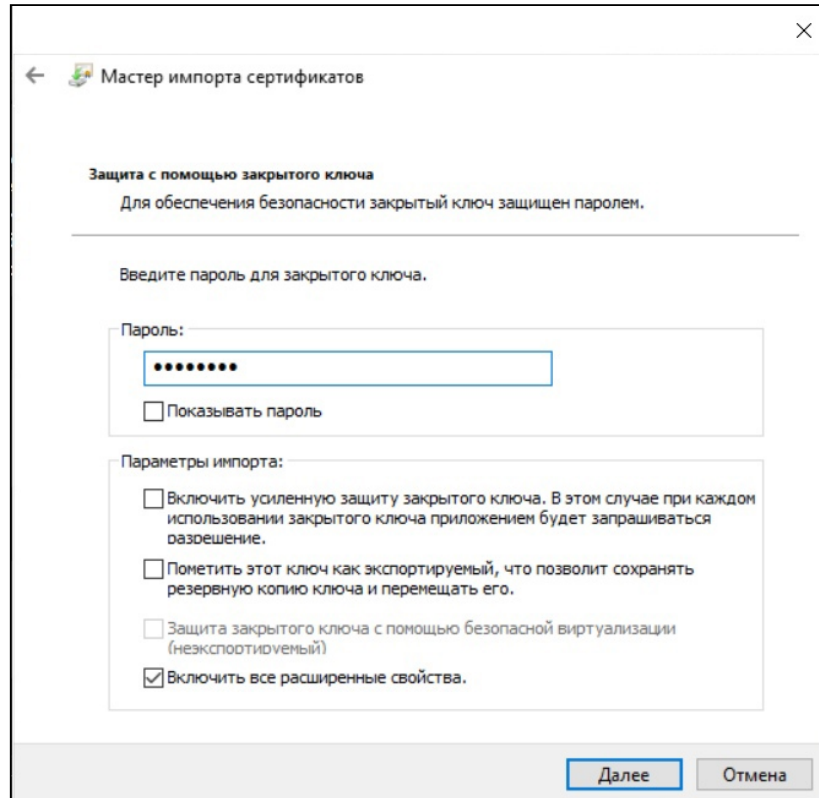 Мастер импорта сертификатов
Защита с помощью закрытого ключа
Для обеспечения безопасности закрытый ключ защищен паролем.
Введите пароль для закрытого ключа.
Пароль:
••••••••
Показывать пароль
Параметры импорта:
Включить усиленную защиту закрытого ключа. В этом случае при каждом
использовании закрытого ключа приложением будет запрашиваться
разрешение.
Пометить этот ключ как экспортируемый, что позволит сохранять
резервную копию ключа и перемещать его.
Защита закрытого ключа с помощью безопасной виртуализации
(неэкспортируемый)
Включить все расширенные свойства.
Далее
Отмена